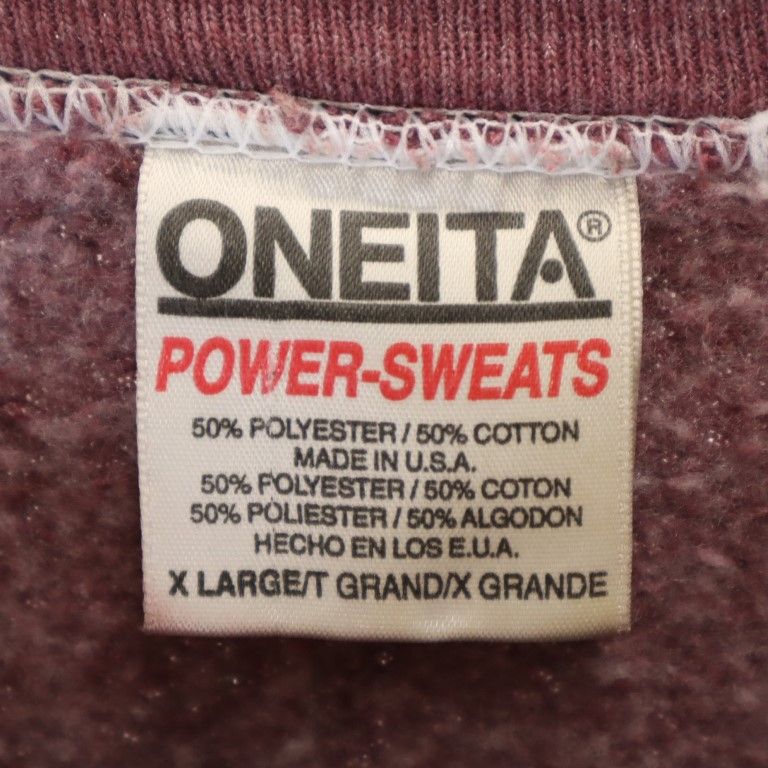 ONEITA®
POWER-SWEATS
50% POLYESTER / 50% COTTON
MADE IN U.S.A.
50% POLYESTER / 50% COTON
50% POLIESTER / 50% ALGODON
HECHO EN LOS E.U.A.
X LARGE/T GRAND/X GRANDE